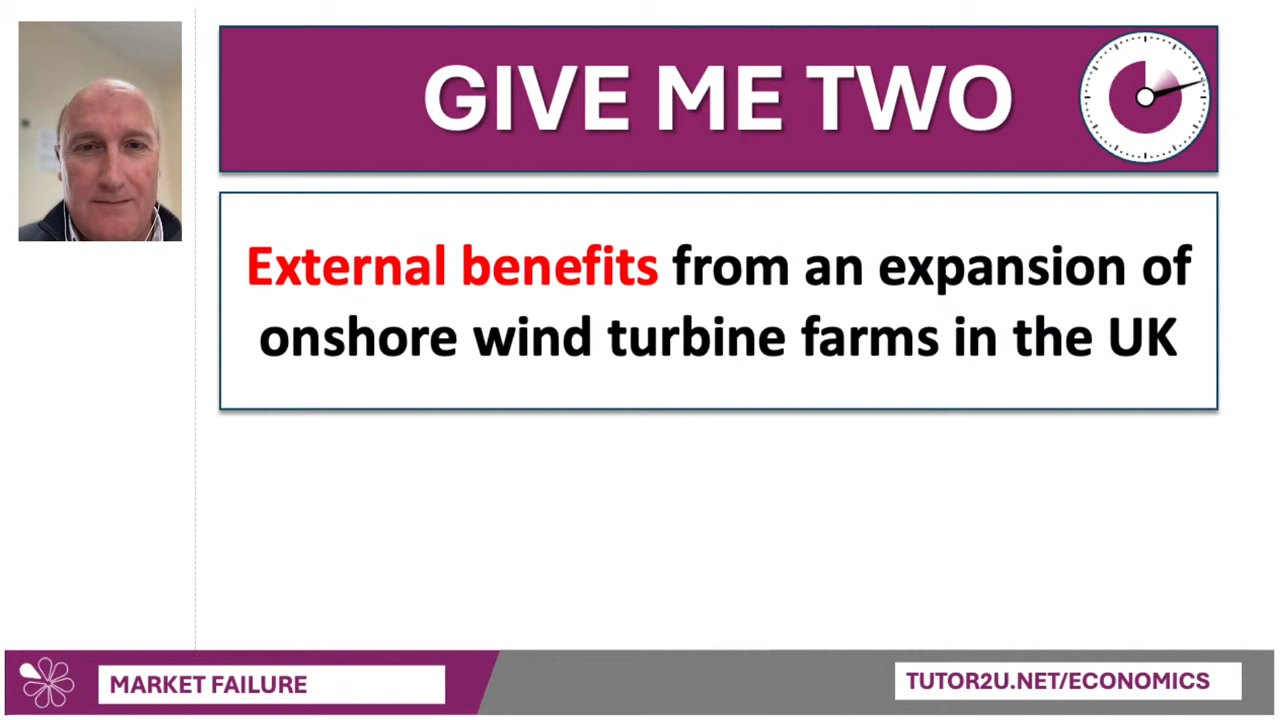 GIVE ME TWO
External benefits from an expansion of
onshore wind turbine farms in the UK
MARKET FAILURE
TUTOR2U.NET/ECONOMICS